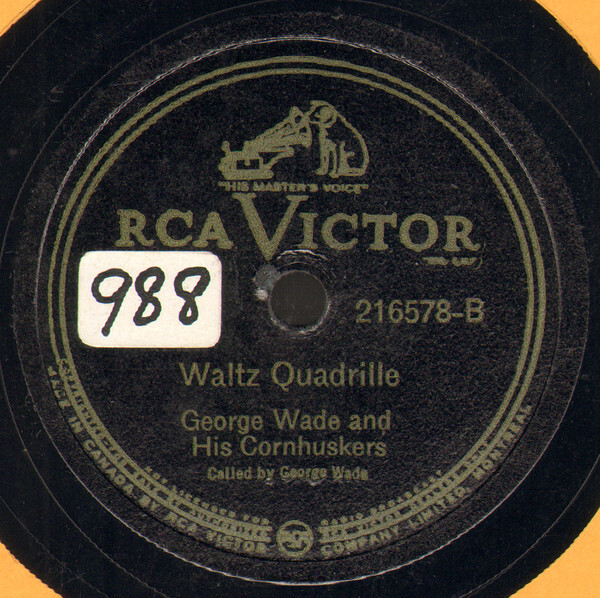 "HIS MASTER'S VOICE"
RCA VICTOR
988
216578-B
Waltz Quadrille
George Wade and
His Cornhuskers
Called by George Wade
MADE IN CANADA BY RCA VICTOR COMPANY LIMITED, MONTREAL